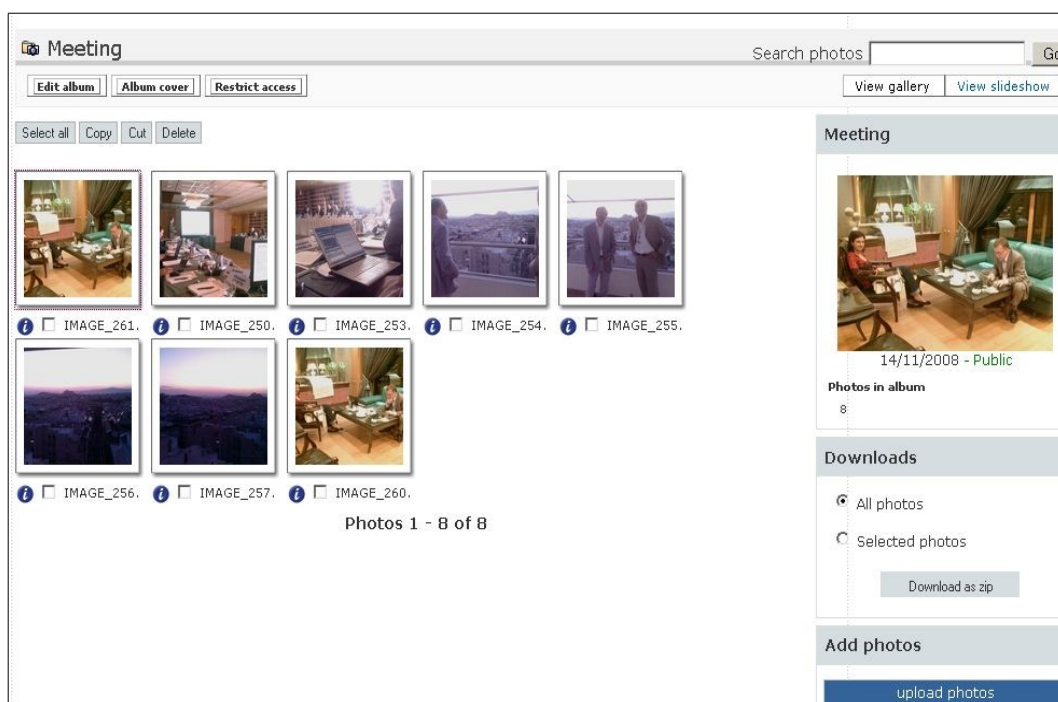 Meeting
Search photos
Go
Edit album
Album cover
Restrict access
View gallery
View slideshow
Select all
Copy
Cut
Delete
IMAGE_261.
IMAGE_250.
IMAGE_253.
IMAGE_254.
IMAGE_255.
IMAGE_256.
IMAGE_257.
IMAGE_260.
Photos 1 - 8 of 8
Meeting
14/11/2008 - Public
Photos in album
8
Downloads
All photos
Selected photos
Download as zip
Add photos
upload photos